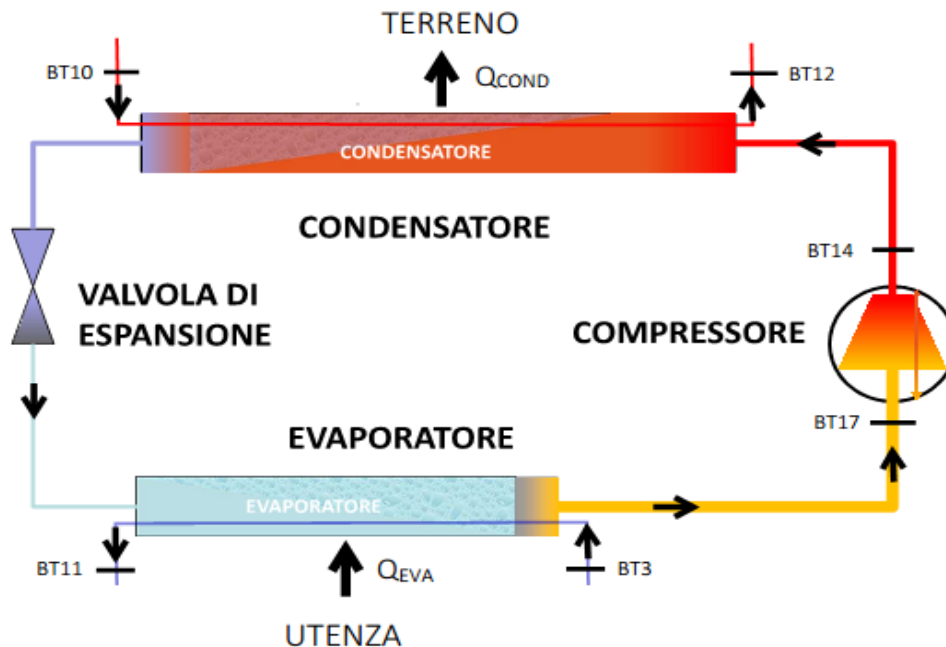 TERRENO
BT10
QCOND
BT12
CONDENSATORE
CONDENSATORE
BT14
VALVOLA DI
ESPANSIONE
COMPRESSORE
BT17
EVAPORATORE
EVAPORATORE
BT11
QEVA
BT3
UTENZA